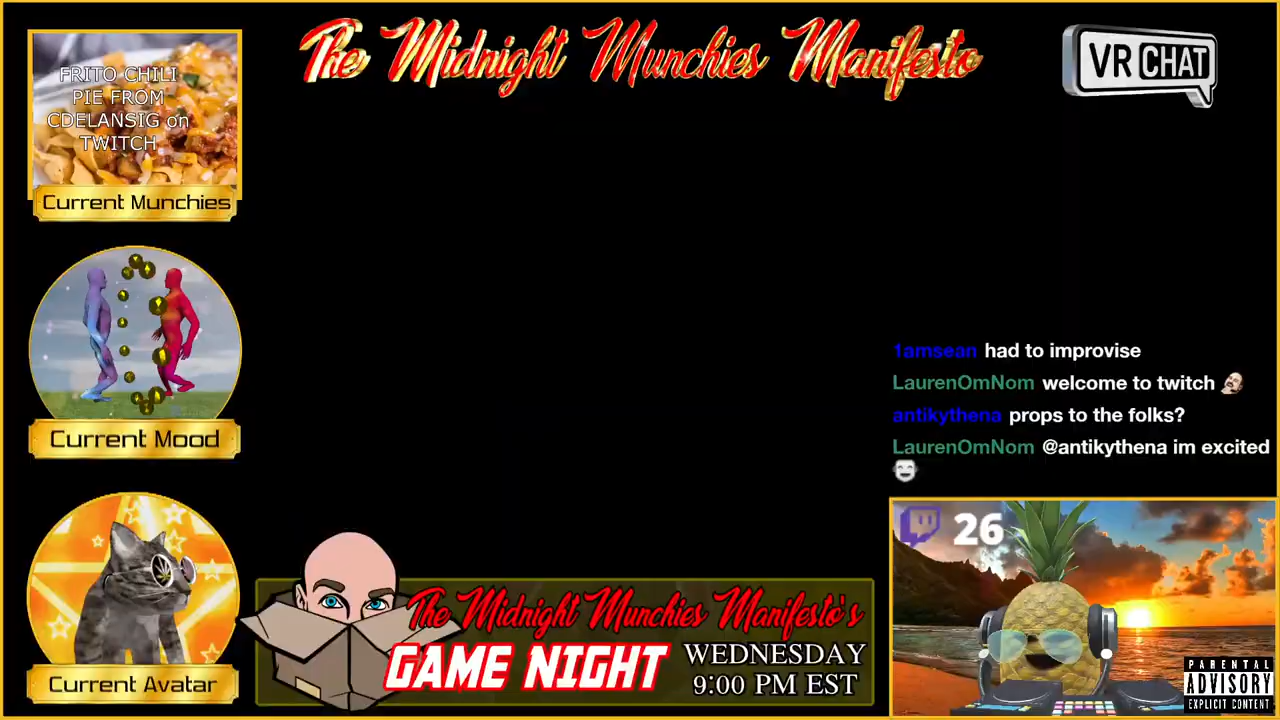 The Midnight Munchies Manifesto
VRCHAT
FRITO CHILI
PIE FROM
CDELANSIG on
TWITCH
Current Munchies
Current Mood
1amsean had to improvise
LaurenOmNom welcome to twitch
antikythena props to the folks?
LaurenOmNom @antikythena im excited
Current Avatar
The Midnight Munchies Manifesto's
GAME NIGHT
WEDNESDAY
9:00 PM EST
26
PARENTAL
ADVISORY
EXPLICIT CONTENT